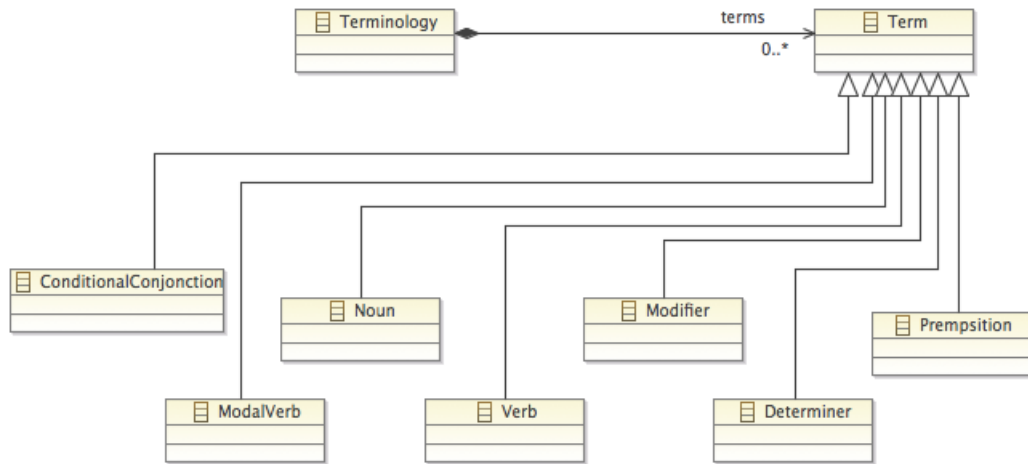 Terminology
terms
Term
0..*
ConditionalConjonction
Noun
Modifier
Prempsition
ModalVerb
Verb
Determiner